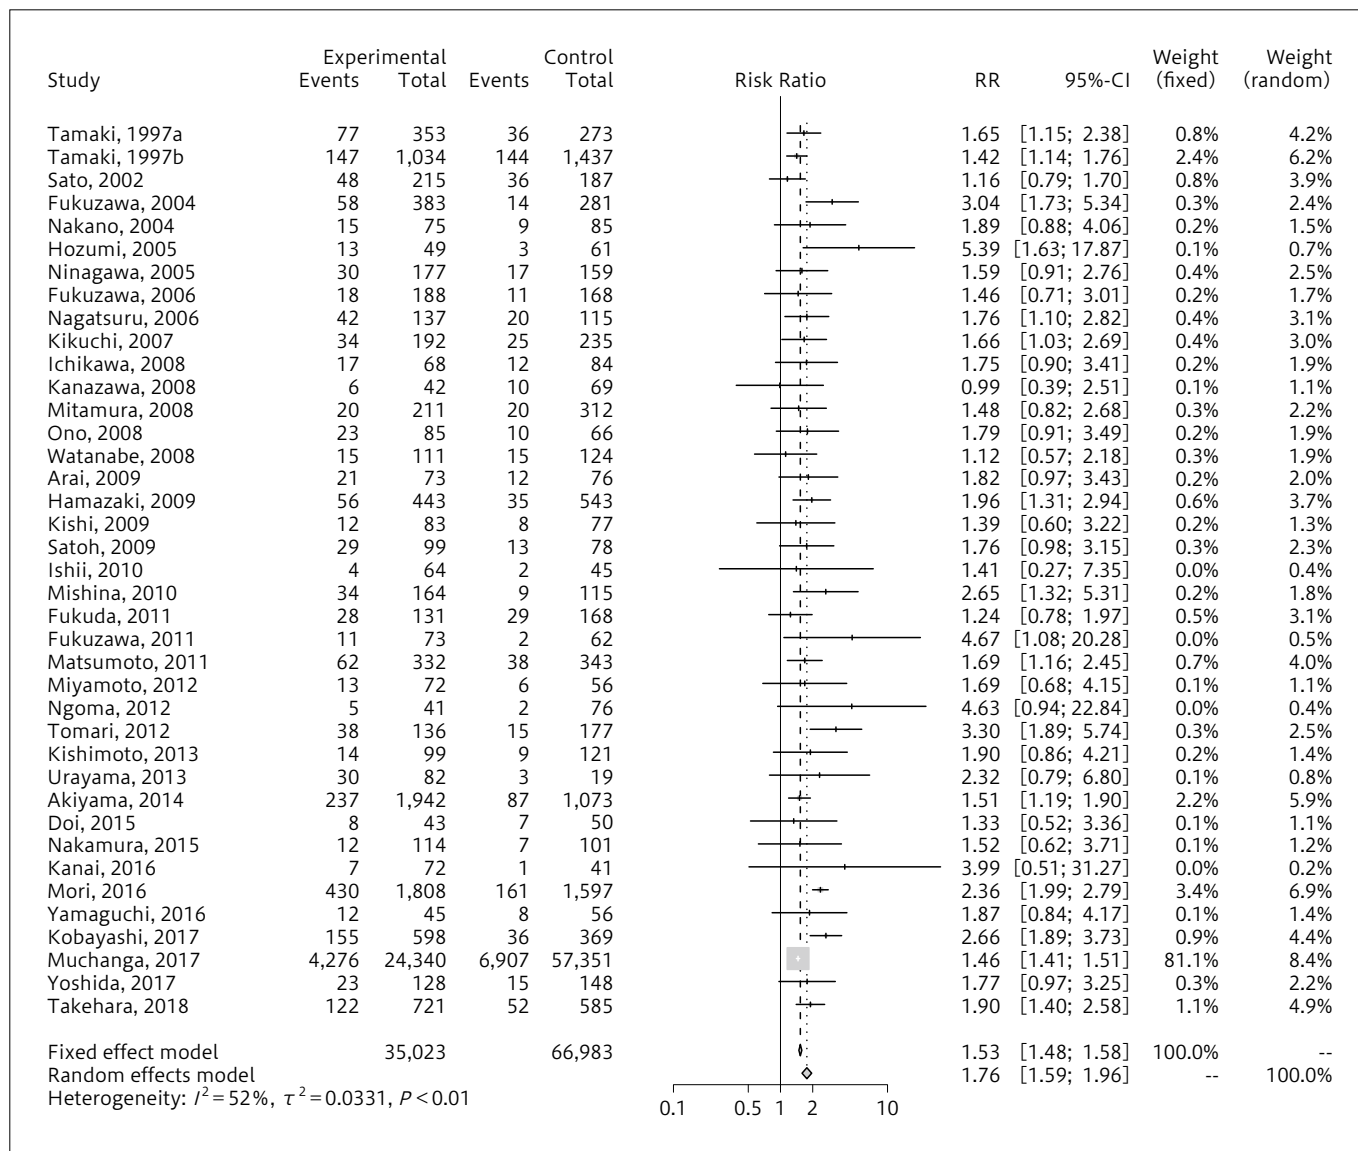 Experimental Control Weight Weight
Study Events Total Events Total Risk Ratio RR 95%-CI (fixed) (random)
Tamaki, 1997a 77 353 36 273 1.65 [1.15; 2.38] 0.8% 4.2%
Tamaki, 1997b 147 1,034 144 1,437 1.42 [1.14; 1.76] 2.4% 6.2%
Sato, 2002 48 215 36 187 1.16 [0.79; 1.70] 0.8% 3.9%
Fukuzawa, 2004 58 383 14 281 3.04 [1.73; 5.34] 0.3% 2.4%
Nakano, 2004 15 75 9 85 1.89 [0.88; 4.06] 0.2% 1.5%
Hozumi, 2005 13 49 3 61 5.39 [1.63; 17.87] 0.1% 0.7%
Ninagawa, 2005 30 177 17 159 1.59 [0.91; 2.76] 0.4% 2.5%
Fukuzawa, 2006 18 188 11 168 1.46 [0.71; 3.01] 0.2% 1.7%
Nagatsuru, 2006 42 137 20 115 1.76 [1.10; 2.82] 0.4% 3.1%
Kikuchi, 2007 34 192 25 235 1.66 [1.03; 2.69] 0.4% 3.0%
Ichikawa, 2008 17 68 12 84 1.75 [0.90; 3.41] 0.2% 1.9%
Kanazawa, 2008 6 42 10 69 0.99 [0.39; 2.51] 0.1% 1.1%
Mitamura, 2008 20 211 20 312 1.48 [0.82; 2.68] 0.3% 2.2%
Ono, 2008 23 85 10 66 1.79 [0.91; 3.49] 0.2% 1.9%
Watanabe, 2008 15 111 15 124 1.12 [0.57; 2.18] 0.3% 1.9%
Arai, 2009 21 73 12 76 1.82 [0.97; 3.43] 0.2% 2.0%
Hamazaki, 2009 56 443 35 543 1.96 [1.31; 2.94] 0.6% 3.7%
Kishi, 2009 12 83 8 77 1.39 [0.60; 3.22] 0.2% 1.3%
Satoh, 2009 29 99 13 78 1.76 [0.98; 3.15] 0.3% 2.3%
Ishii, 2010 4 64 2 45 1.41 [0.27; 7.35] 0.0% 0.4%
Mishina, 2010 34 164 9 115 2.65 [1.32; 5.31] 0.2% 1.8%
Fukuda, 2011 28 131 29 168 1.24 [0.78; 1.97] 0.5% 3.1%
Fukuzawa, 2011 11 73 2 62 4.67 [1.08; 20.28] 0.0% 0.5%
Matsumoto, 2011 62 332 38 343 1.69 [1.16; 2.45] 0.7% 4.0%
Miyamoto, 2012 13 72 6 56 1.69 [0.68; 4.15] 0.1% 1.1%
Ngoma, 2012 5 41 2 76 4.63 [0.94; 22.84] 0.0% 0.4%
Tomari, 2012 38 136 15 177 3.30 [1.89; 5.74] 0.3% 2.5%
Kishimoto, 2013 14 99 9 121 1.90 [0.86; 4.21] 0.2% 1.4%
Urayama, 2013 30 82 3 19 2.32 [0.79; 6.80] 0.1% 0.8%
Akiyama, 2014 237 1,942 87 1,073 1.51 [1.19; 1.90] 2.2% 5.9%
Doi, 2015 8 43 7 50 1.33 [0.52; 3.36] 0.1% 1.1%
Nakamura, 2015 12 114 7 101 1.52 [0.62; 3.71] 0.1% 1.2%
Kanai, 2016 7 72 1 41 3.99 [0.51; 31.27] 0.0% 0.2%
Mori, 2016 430 1,808 161 1,597 2.36 [1.99; 2.79] 3.4% 6.9%
Yamaguchi, 2016 12 45 8 56 1.87 [0.84; 4.17] 0.1% 1.4%
Kobayashi, 2017 155 598 36 369 2.66 [1.89; 3.73] 0.9% 4.4%
Muchanga, 2017 4,276 24,340 6,907 57,351 1.46 [1.41; 1.51] 81.1% 8.4%
Yoshida, 2017 23 128 15 148 1.77 [0.97; 3.25] 0.3% 2.2%
Takehara, 2018 122 721 52 585 1.90 [1.40; 2.58] 1.1% 4.9%
Fixed effect model 35,023 66,983 1.53 [1.48; 1.58] 100.0% --
Random effects model 1.76 [1.59; 1.96] -- 100.0%
Heterogeneity: I² = 52%, τ² = 0.0331, P < 0.01
0.1 0.5 1 2 10